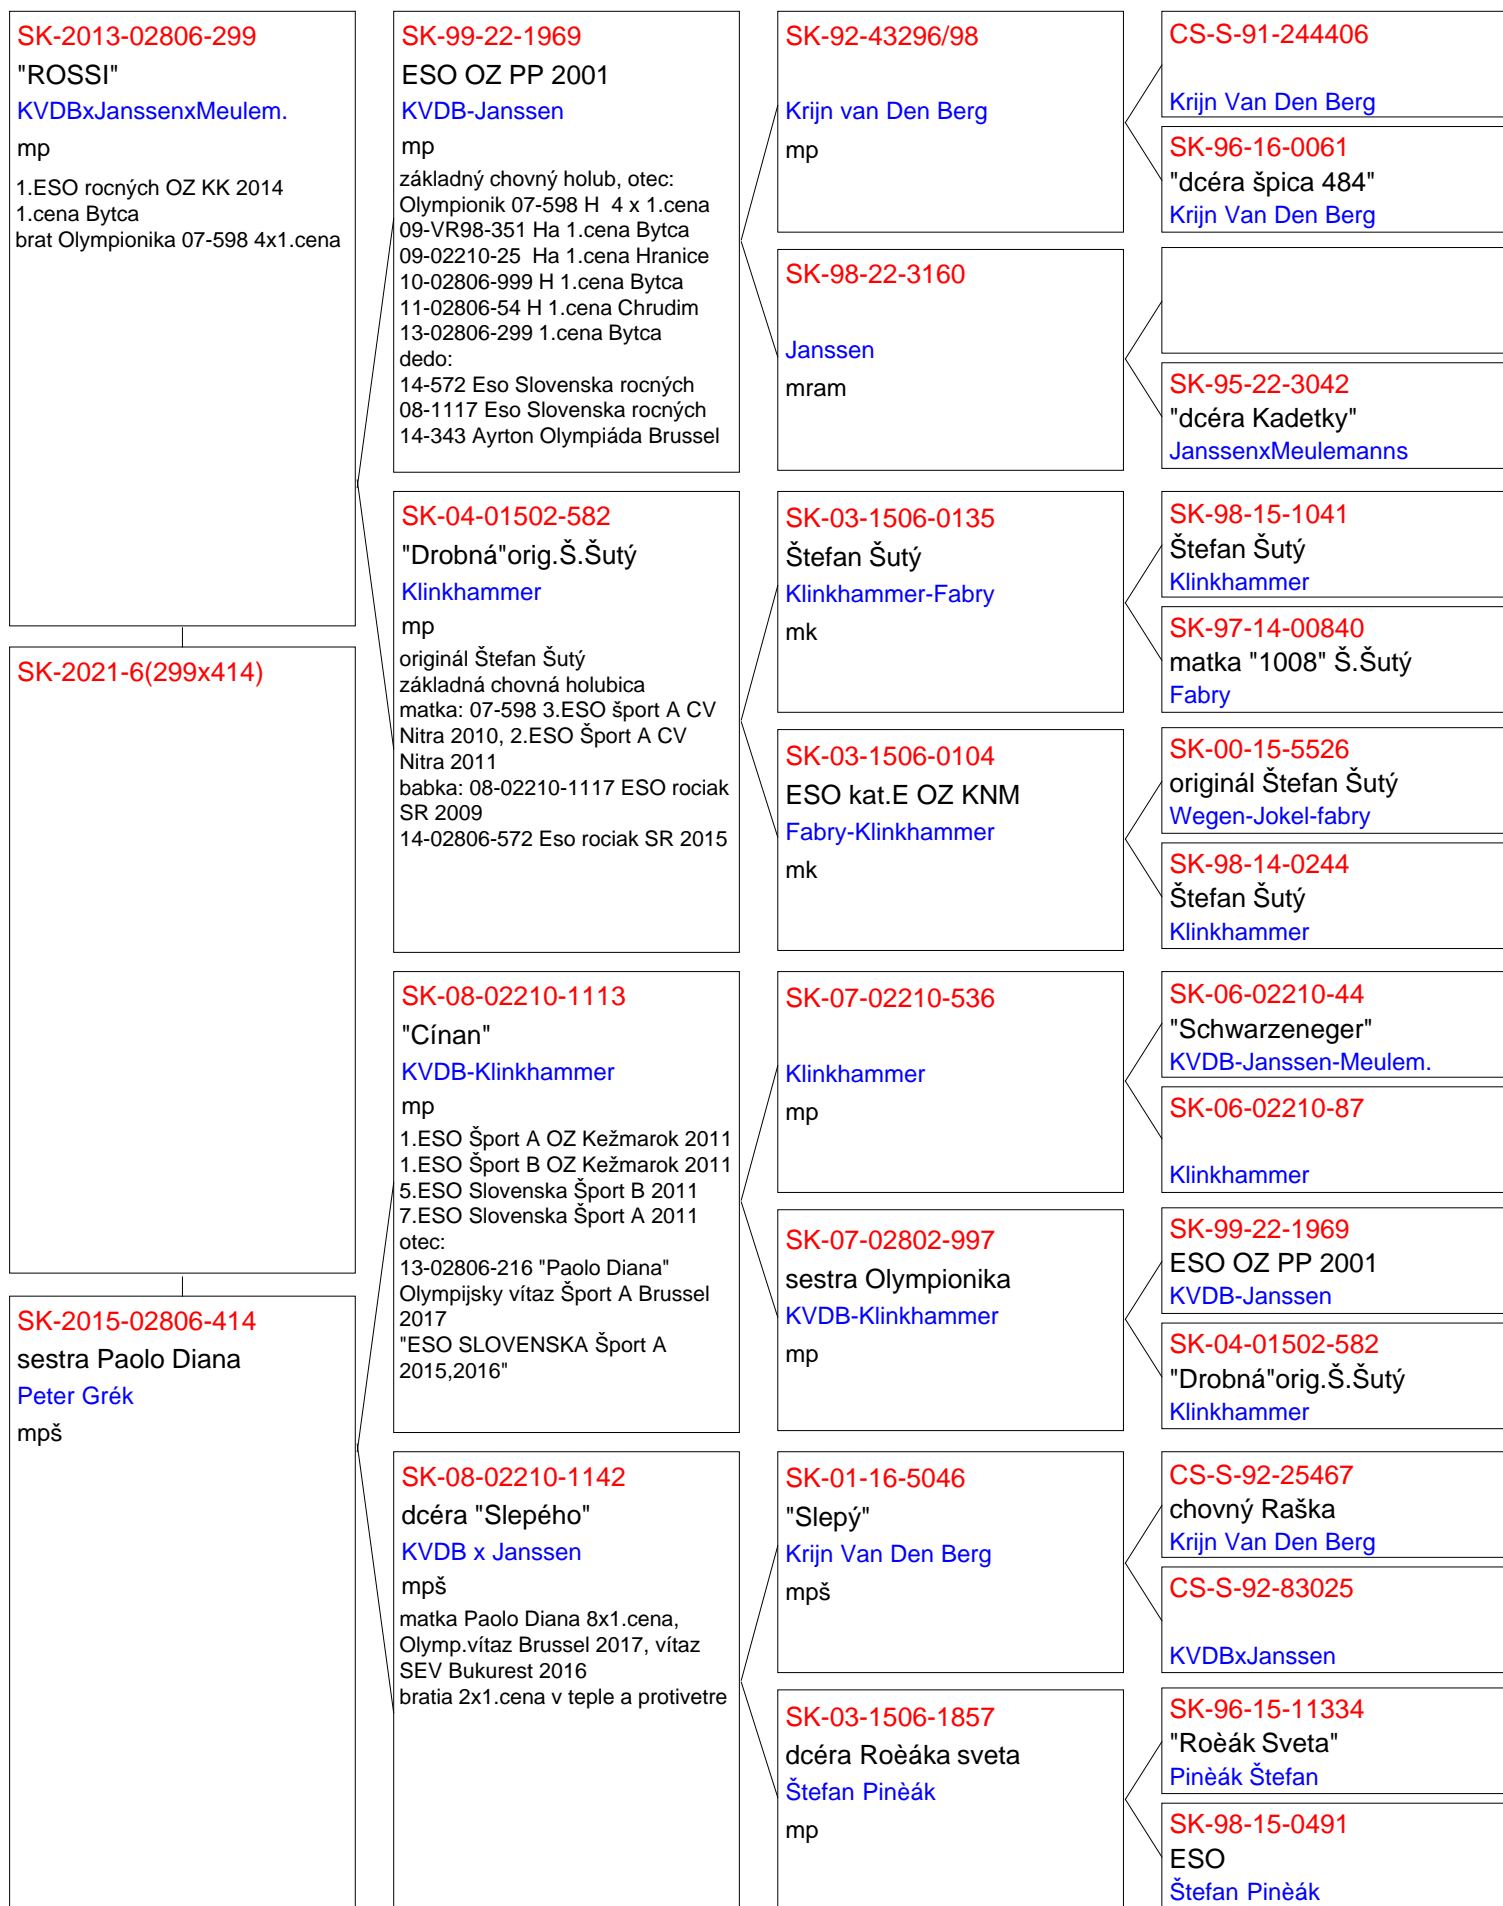 SK-2013-02806-299
"ROSSI"
KVDBxJanssenxMeulem.
mp
1.ESO rocných OZ KK 2014
1.cena Bytca
brat Olympionika 07-598 4x1.cena
SK-2021-6(299x414)
SK-2015-02806-414
sestra Paolo Diana
Peter Grék
mpš
SK-99-22-1969
ESO OZ PP 2001
KVDB-Janssen
mp
základný chovný holub, otec:
Olympionik 07-598 H  4 x 1.cena
09-VR98-351 Ha 1.cena Bytca
09-02210-25  Ha 1.cena Hranice
10-02806-999 H 1.cena Bytca
11-02806-54 H 1.cena Chrudim
13-02806-299 1.cena Bytca
dedo:
14-572 Eso Slovenska rocných
08-1117 Eso Slovenska rocných
14-343 Ayrton Olympiáda Brussel
SK-04-01502-582
"Drobná"orig.Š.Šutý
Klinkhammer
mp
originál Štefan Šutý
základná chovná holubica
matka: 07-598 3.ESO šport A CV
Nitra 2010, 2.ESO Šport A CV
Nitra 2011
babka: 08-02210-1117 ESO rociak
SR 2009
14-02806-572 Eso rociak SR 2015
SK-08-02210-1113
"Cínan"
KVDB-Klinkhammer
mp
1.ESO Šport A OZ Kežmarok 2011
1.ESO Šport B OZ Kežmarok 2011
5.ESO Slovenska Šport B 2011
7.ESO Slovenska Šport A 2011
otec:
13-02806-216 "Paolo Diana"
Olympijsky vítaz Šport A Brussel
2017
"ESO SLOVENSKA Šport A
2015,2016"
SK-08-02210-1142
dcéra "Slepého"
KVDB x Janssen
mpš
matka Paolo Diana 8x1.cena,
Olymp.vítaz Brussel 2017, vítaz
SEV Bukurest 2016
bratia 2x1.cena v teple a protivetre
SK-92-43296/98
Krijn van Den Berg
mp
SK-98-22-3160
Janssen
mram
SK-03-1506-0135
Štefan Šutý
Klinkhammer-Fabry
mk
SK-03-1506-0104
ESO kat.E OZ KNM
Fabry-Klinkhammer
mk
SK-07-02210-536
Klinkhammer
mp
SK-07-02802-997
sestra Olympionika
KVDB-Klinkhammer
mp
SK-01-16-5046
"Slepý"
Krijn Van Den Berg
mpš
SK-03-1506-1857
dcéra Roèáka sveta
Štefan Pinèák
mp
CS-S-91-244406
Krijn Van Den Berg
SK-96-16-0061
"dcéra špica 484"
Krijn Van Den Berg
SK-95-22-3042
"dcéra Kadetky"
JanssenxMeulemanns
SK-98-15-1041
Štefan Šutý
Klinkhammer
SK-97-14-00840
matka "1008" Š.Šutý
Fabry
SK-00-15-5526
originál Štefan Šutý
Wegen-Jokel-fabry
SK-98-14-0244
Štefan Šutý
Klinkhammer
SK-06-02210-44
"Schwarzeneger"
KVDB-Janssen-Meulem.
SK-06-02210-87
Klinkhammer
SK-99-22-1969
ESO OZ PP 2001
KVDB-Janssen
SK-04-01502-582
"Drobná"orig.Š.Šutý
Klinkhammer
CS-S-92-25467
chovný Raška
Krijn Van Den Berg
CS-S-92-83025
KVDBxJanssen
SK-96-15-11334
"Roèák Sveta"
Pinèák Štefan
SK-98-15-0491
ESO
Štefan Pinèák